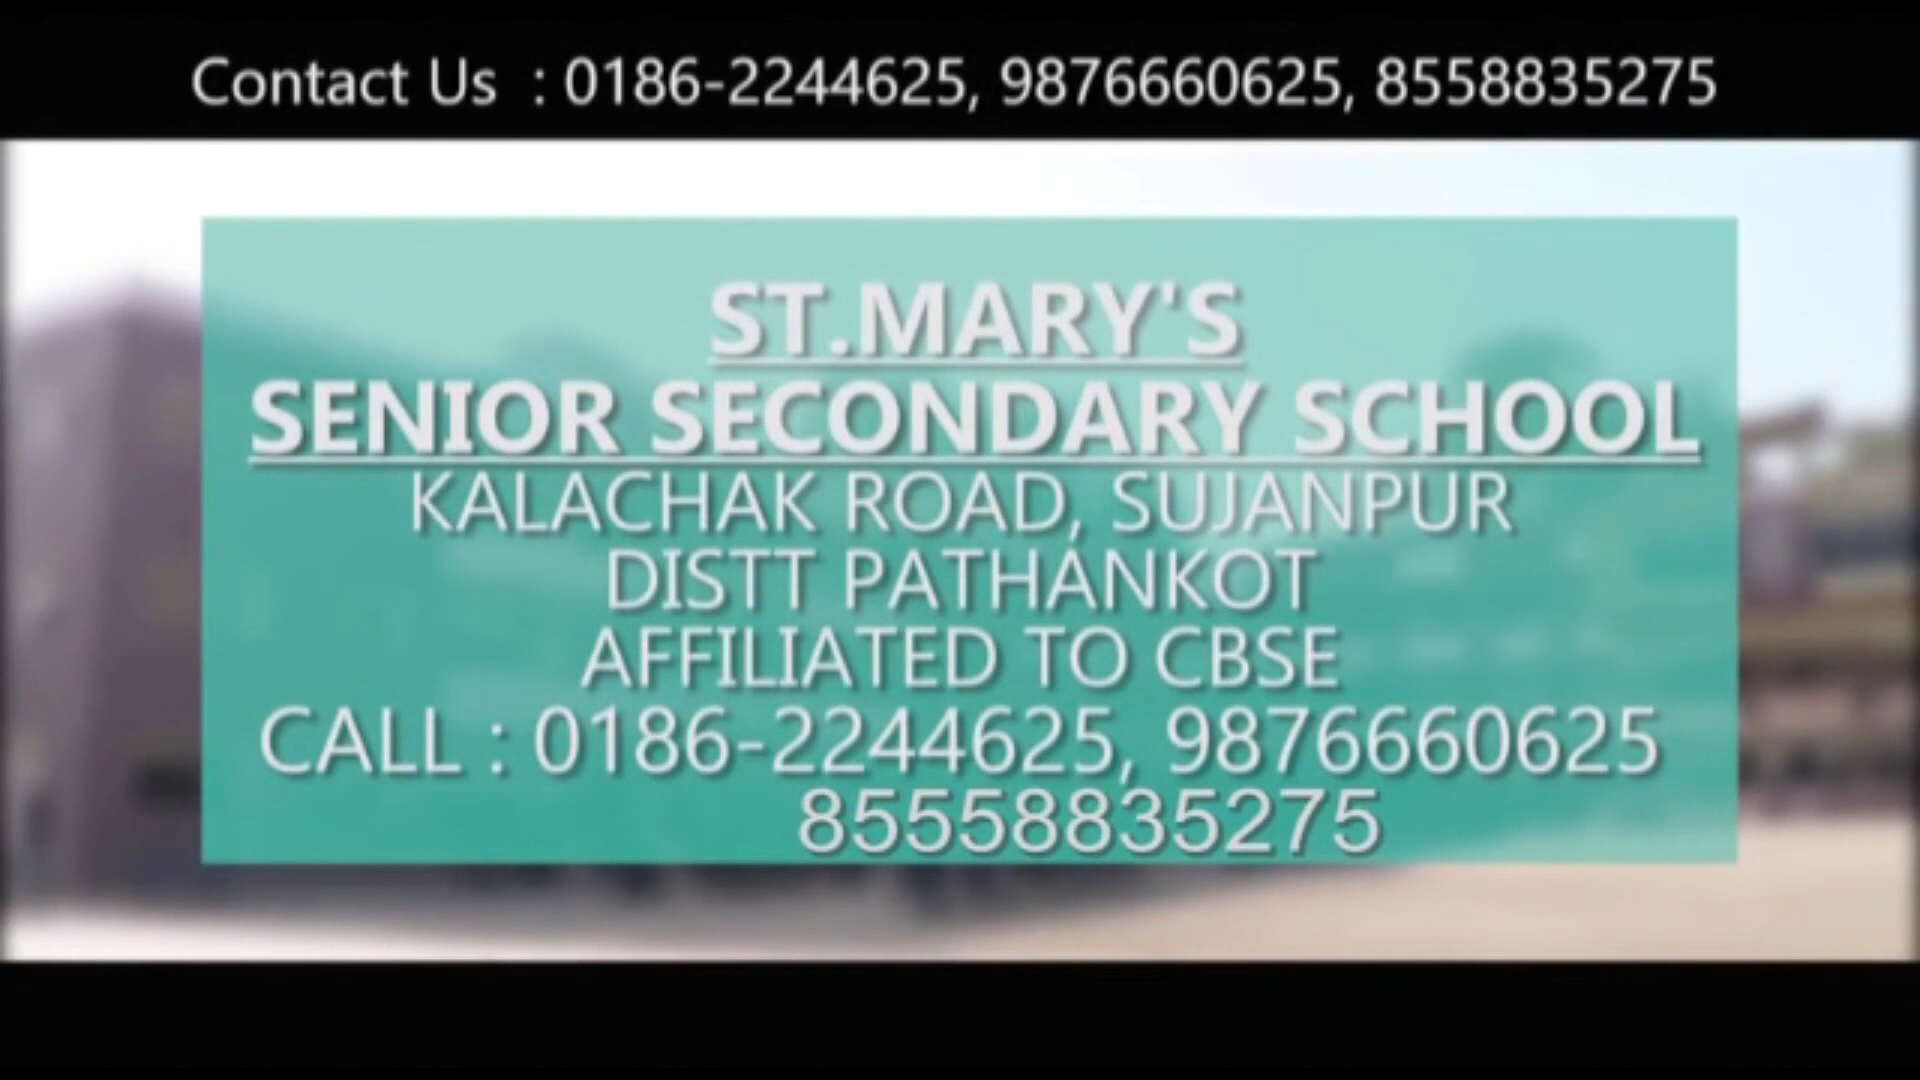 Contact Us : 0186-2244625, 9876660625, 8558835275
ST.MARY'S
SENIOR SECONDARY SCHOOL
KALACHAK ROAD, SUJANPUR
DISTT PATHANKOT
AFFILIATED TO CBSE
CALL : 0186-2244625, 9876660625
85558835275